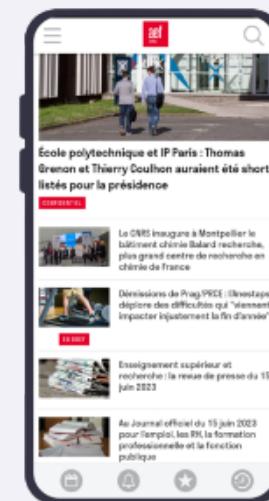 aef
École polytechnique et IP Paris : Thomas
Grenon et Thierry Coulhon auraient été short
listés pour la présidence
CONFIDENTIEL
Le CNRS inaugure à Montpellier le
bâtiment chimie Balard recherche,
plus grand centre de recherche en
chimie de France
Démissions de Prag/PRCE : l'Anestaps
déplore des difficultés qui "viennent
impacter injustement la fin d'année"
EN BREF
Enseignement supérieur et
recherche : la revue de presse du 15
juin 2023
Au Journal officiel du 15 juin 2023
pour l'emploi, les RH, la formation
professionnelle et la fonction
publique